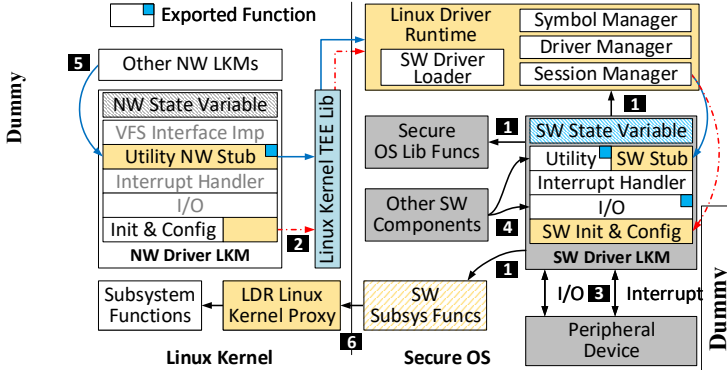 Exported Function
Dummy
5
Other NW LKMs
NW State Variable
VFS Interface Imp
Utility NW Stub
Interrupt Handler
I/O
Init & Config
NW Driver LKM
2
Linux Kernel TEE Lib
Linux Driver
Runtime
SW Driver
Loader
Symbol Manager
Driver Manager
Session Manager
1
1
Secure
OS Lib Funcs
Other SW
Components
4
SW State Variable
Utility
SW Stub
Interrupt Handler
I/O
SW Init & Config
SW Driver LKM
1
I/O
3
Interrupt
Peripheral
Device
Subsystem
Functions
LDR Linux
Kernel Proxy
6
SW
Subsys Funcs
Linux Kernel
Secure OS
Dummy